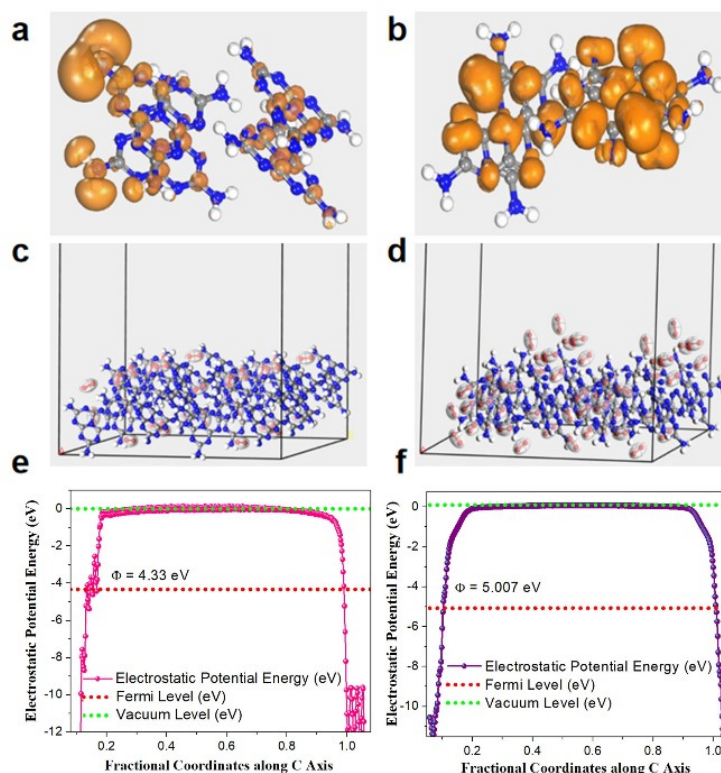 a
b
c
d
e
f
0
-2
-4
-6
-8
-10
-12
Electrostatic Potential Energy (eV)
Φ = 4.33 eV
Electrostatic Potential Energy (eV)
Fermi Level (eV)
Vacuum Level (eV)
0.2
0.4
0.6
0.8
1.0
Fractional Coordinates along C Axis
0
-2
-4
-6
-8
-10
Electrostatic Potential Energy (eV)
Φ = 5.007 eV
Electrostatic Potential Energy (eV)
Fermi Level (eV)
Vacuum Level (eV)
0.2
0.4
0.6
0.8
1.0
Fractional Coordinates along C Axis